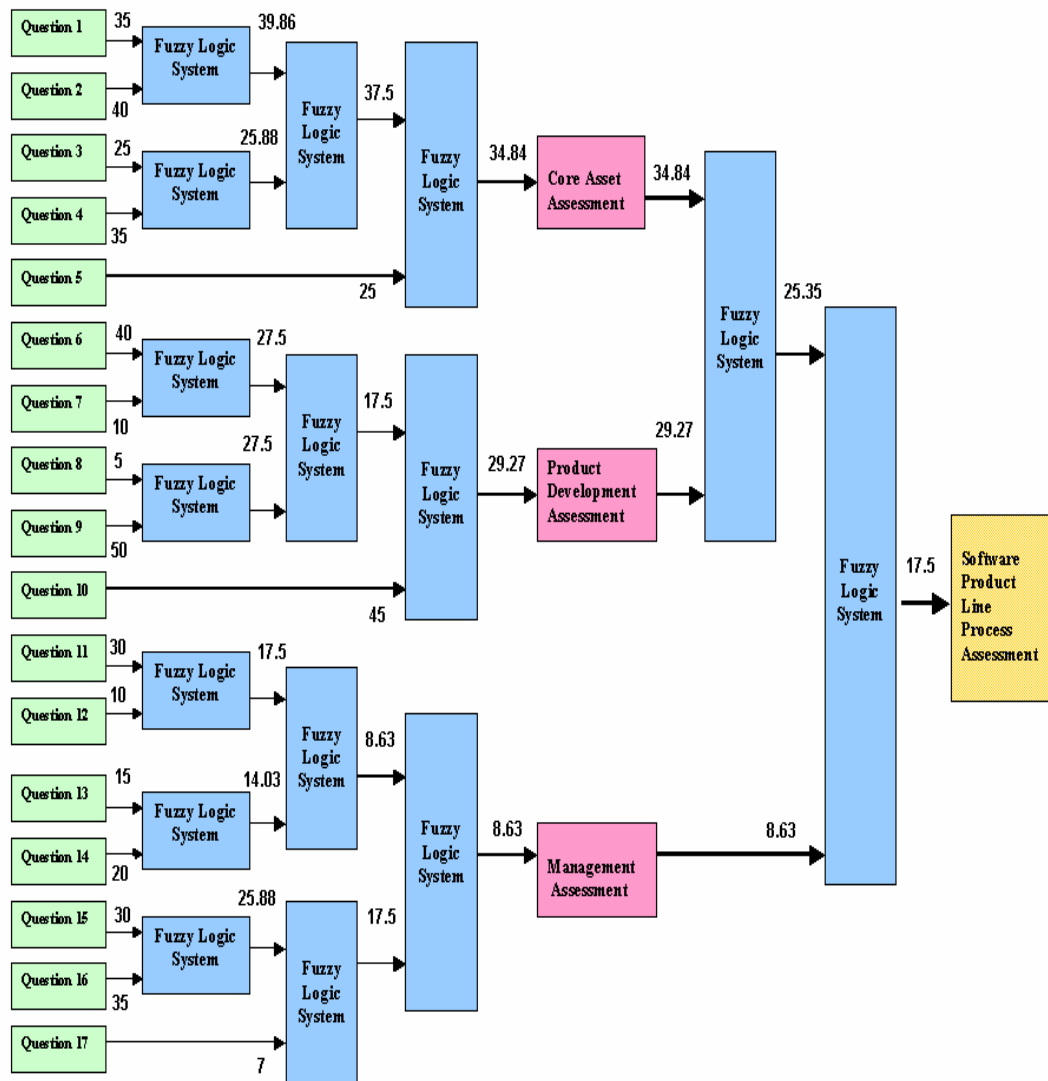 35
39.86
Question 1
Fuzzy Logic
System
Question 2
40
37.5
Fuzzy
Logic
System
Question 3
25
25.88
Fuzzy Logic
System
Question 4
35
Fuzzy
Logic
System
34.84
Core Asset
Assessment
34.84
Question 5
25
Question 6
40
27.5
Fuzzy Logic
System
Question 7
10
17.5
Fuzzy
Logic
System
Question 8
5
27.5
Fuzzy Logic
System
Question 9
50
Fuzzy
Logic
System
29.27
Product
Development
Assessment
29.27
Fuzzy
Logic
System
25.35
Question 10
45
Question 11
30
17.5
Fuzzy Logic
System
Question 12
10
8.63
Fuzzy
Logic
System
Question 13
15
14.03
Fuzzy Logic
System
Question 14
20
Fuzzy
Logic
System
8.63
Management
Assessment
8.63
Question 15
30
25.88
Fuzzy Logic
System
Question 16
35
17.5
Fuzzy
Logic
System
Question 17
7
Fuzzy
Logic
System
17.5
Software
Product
Line
Process
Assessment